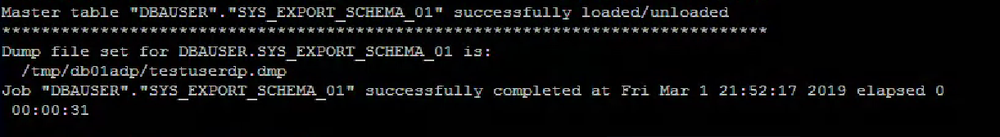 Master table "DBAUSER"."SYS_EXPORT_SCHEMA_01" successfully loaded/unloaded
******************************************************************************
Dump file set for DBAUSER.SYS_EXPORT_SCHEMA_01 is:
/tmp/db01adp/testuserdp.dmp
Job "DBAUSER"."SYS_EXPORT_SCHEMA_01" successfully completed at Fri Mar 1 21:52:17 2019 elapsed 0
00:00:31